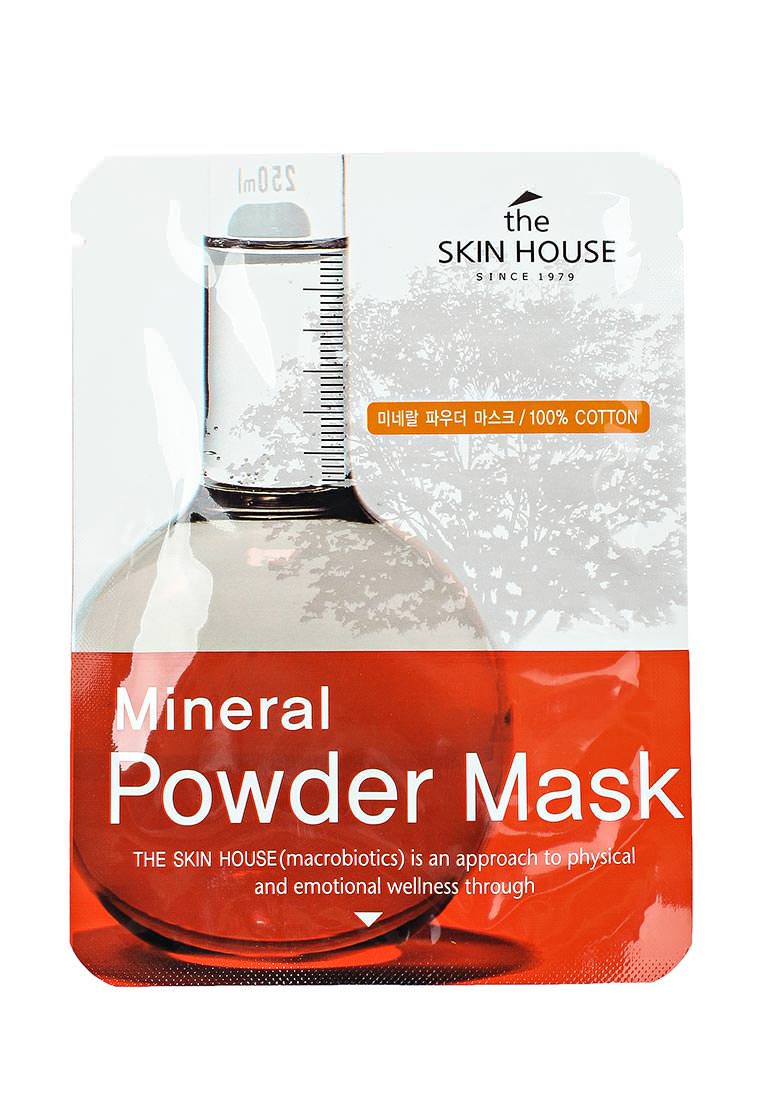 250ml
the
SKIN HOUSE
SINCE 1979
미네랄 파우더 마스크 / 100% COTTON
Mineral
Powder Mask
THE SKIN HOUSE(macrobiotics) is an approach to physical
and emotional wellness through